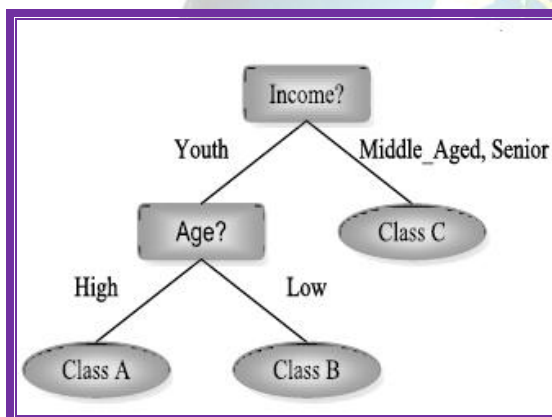 Income?
Youth
Middle_Aged, Senior
Age?
Class C
High
Low
Class A
Class B